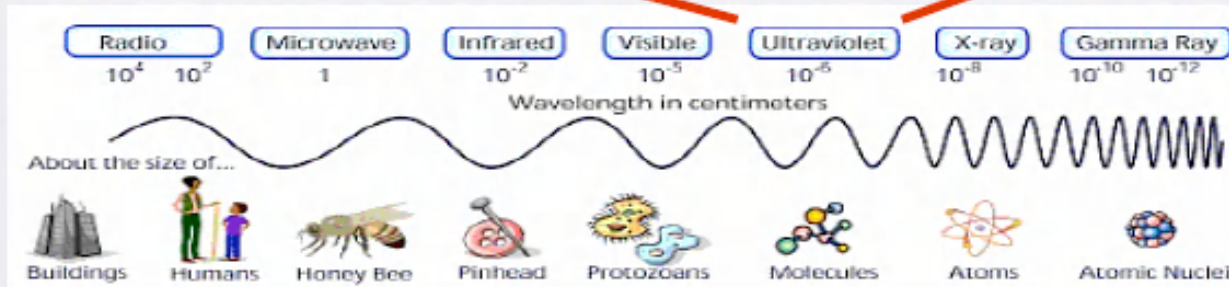 Radio Microwave Infrared Visible Ultraviolet X-ray Gamma Ray
10⁴ 10² 1 10⁻² 10⁻⁵ 10⁻⁶ 10⁻⁸ 10⁻¹⁰ 10⁻¹²
Wavelength in centimeters
About the size of...
Buildings Humans Honey Bee Pinhead Protozoans Molecules Atoms Atomic Nuclei